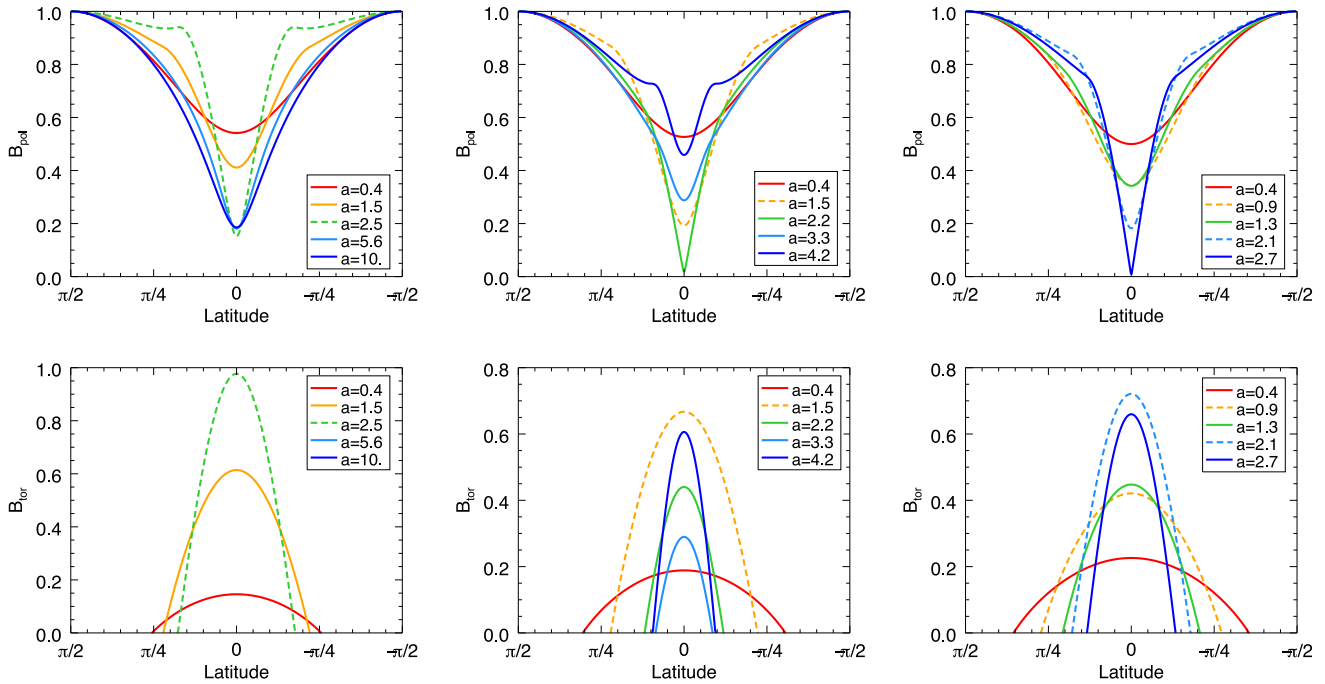 1.0
0.8
0.6
0.4
0.2
0.0
B_pol
π/2 π/4 0 -π/4 -π/2
Latitude
a=0.4
a=1.5
a=2.5
a=5.6
a=10.
1.0
0.8
0.6
0.4
0.2
0.0
B_pol
π/2 π/4 0 -π/4 -π/2
Latitude
a=0.4
a=1.5
a=2.2
a=3.3
a=4.2
1.0
0.8
0.6
0.4
0.2
0.0
B_pol
π/2 π/4 0 -π/4 -π/2
Latitude
a=0.4
a=0.9
a=1.3
a=2.1
a=2.7
1.0
0.8
0.6
0.4
0.2
0.0
B_tor
π/2 π/4 0 -π/4 -π/2
Latitude
a=0.4
a=1.5
a=2.5
a=5.6
a=10.
0.8
0.6
0.4
0.2
0.0
B_tor
π/2 π/4 0 -π/4 -π/2
Latitude
a=0.4
a=1.5
a=2.2
a=3.3
a=4.2
0.8
0.6
0.4
0.2
0.0
B_tor
π/2 π/4 0 -π/4 -π/2
Latitude
a=0.4
a=0.9
a=1.3
a=2.1
a=2.7